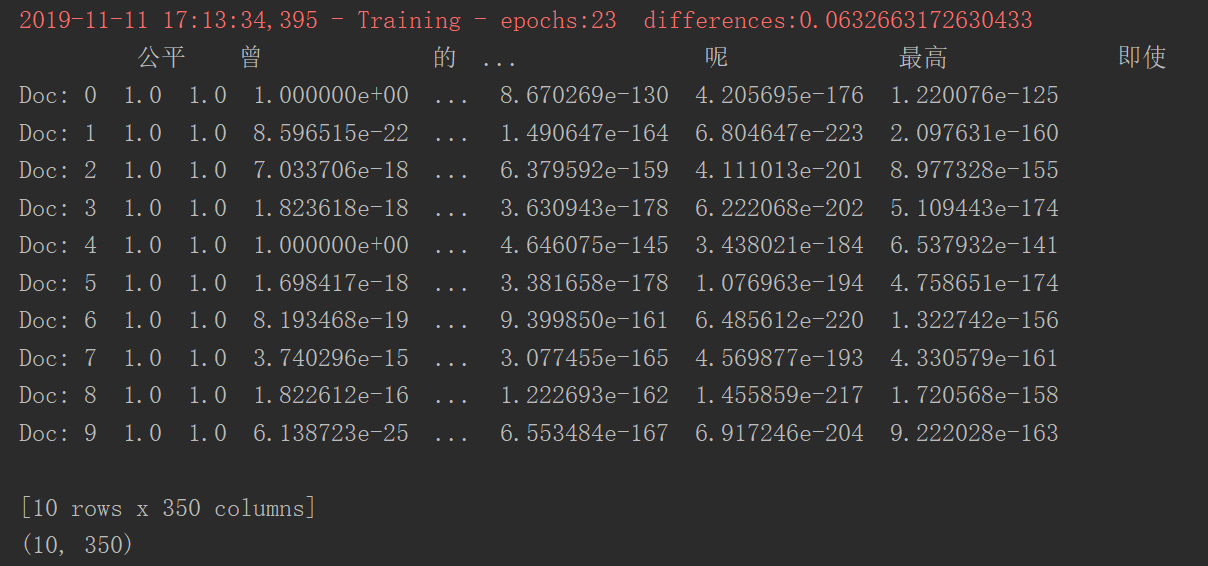 2019-11-11 17:13:34,395 - Training - epochs:23  differences:0.0632663172630433
公平 曾 的 ... 呢 最高 即使
Doc: 0 1.0 1.0 1.000000e+00 ... 8.670269e-130 4.205695e-176 1.220076e-125
Doc: 1 1.0 1.0 8.596515e-22 ... 1.490647e-164 6.804647e-223 2.097631e-160
Doc: 2 1.0 1.0 7.033706e-18 ... 6.379592e-159 4.111013e-201 8.977328e-155
Doc: 3 1.0 1.0 1.823618e-18 ... 3.630943e-178 6.222068e-202 5.109443e-174
Doc: 4 1.0 1.0 1.000000e+00 ... 4.646075e-145 3.438021e-184 6.537932e-141
Doc: 5 1.0 1.0 1.698417e-18 ... 3.381658e-178 1.076963e-194 4.758651e-174
Doc: 6 1.0 1.0 8.193468e-19 ... 9.399850e-161 6.485612e-220 1.322742e-156
Doc: 7 1.0 1.0 3.740296e-15 ... 3.077455e-165 4.569877e-193 4.330579e-161
Doc: 8 1.0 1.0 1.822612e-16 ... 1.222693e-162 1.455859e-217 1.720568e-158
Doc: 9 1.0 1.0 6.138723e-25 ... 6.553484e-167 6.917246e-204 9.222028e-163
[10 rows x 350 columns]
(10, 350)